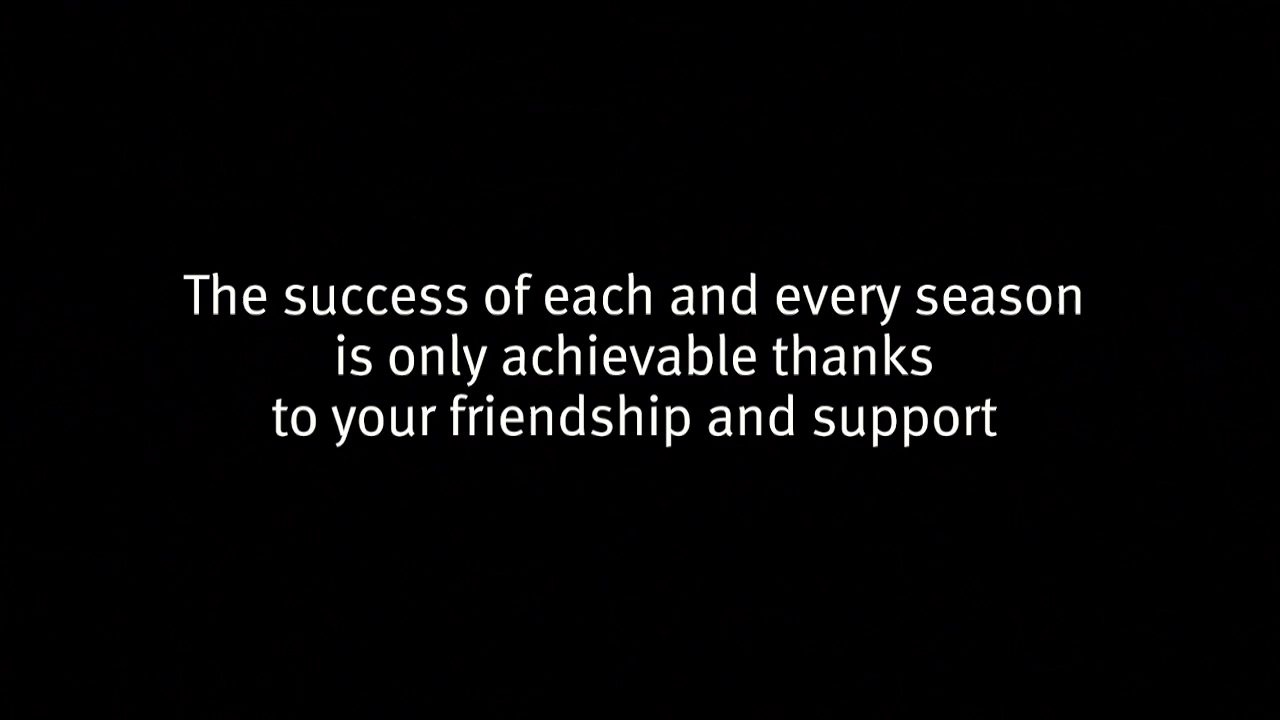 The success of each and every season
is only achievable thanks
to your friendship and support